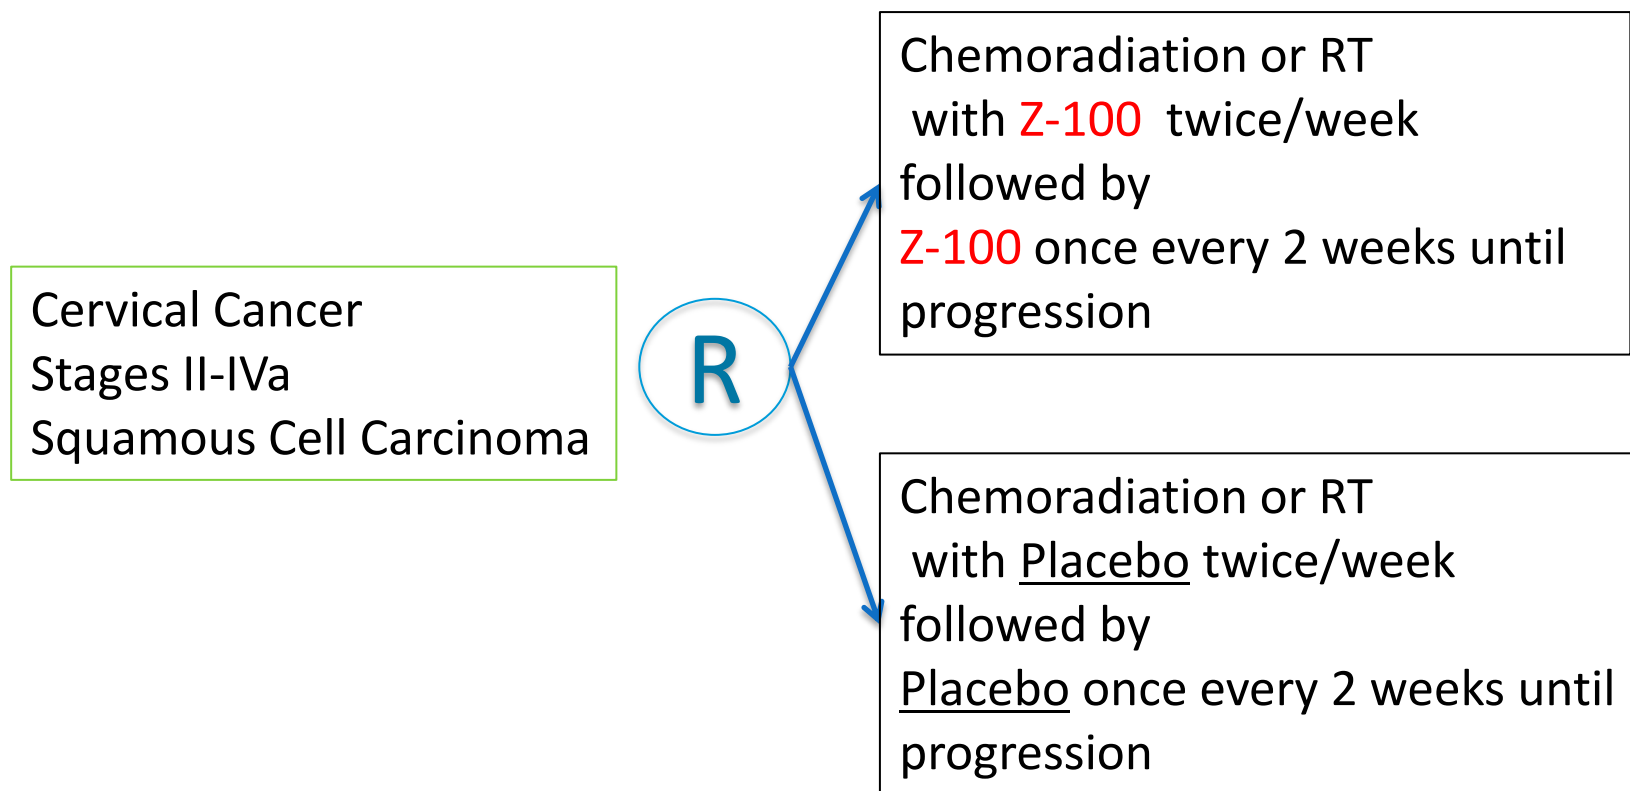 Cervical Cancer
Stages II-IVa
Squamous Cell Carcinoma
R
Chemoradiation or RT
with Z-100 twice/week
followed by
Z-100 once every 2 weeks until
progression
Chemoradiation or RT
with Placebo twice/week
followed by
Placebo once every 2 weeks until
progression